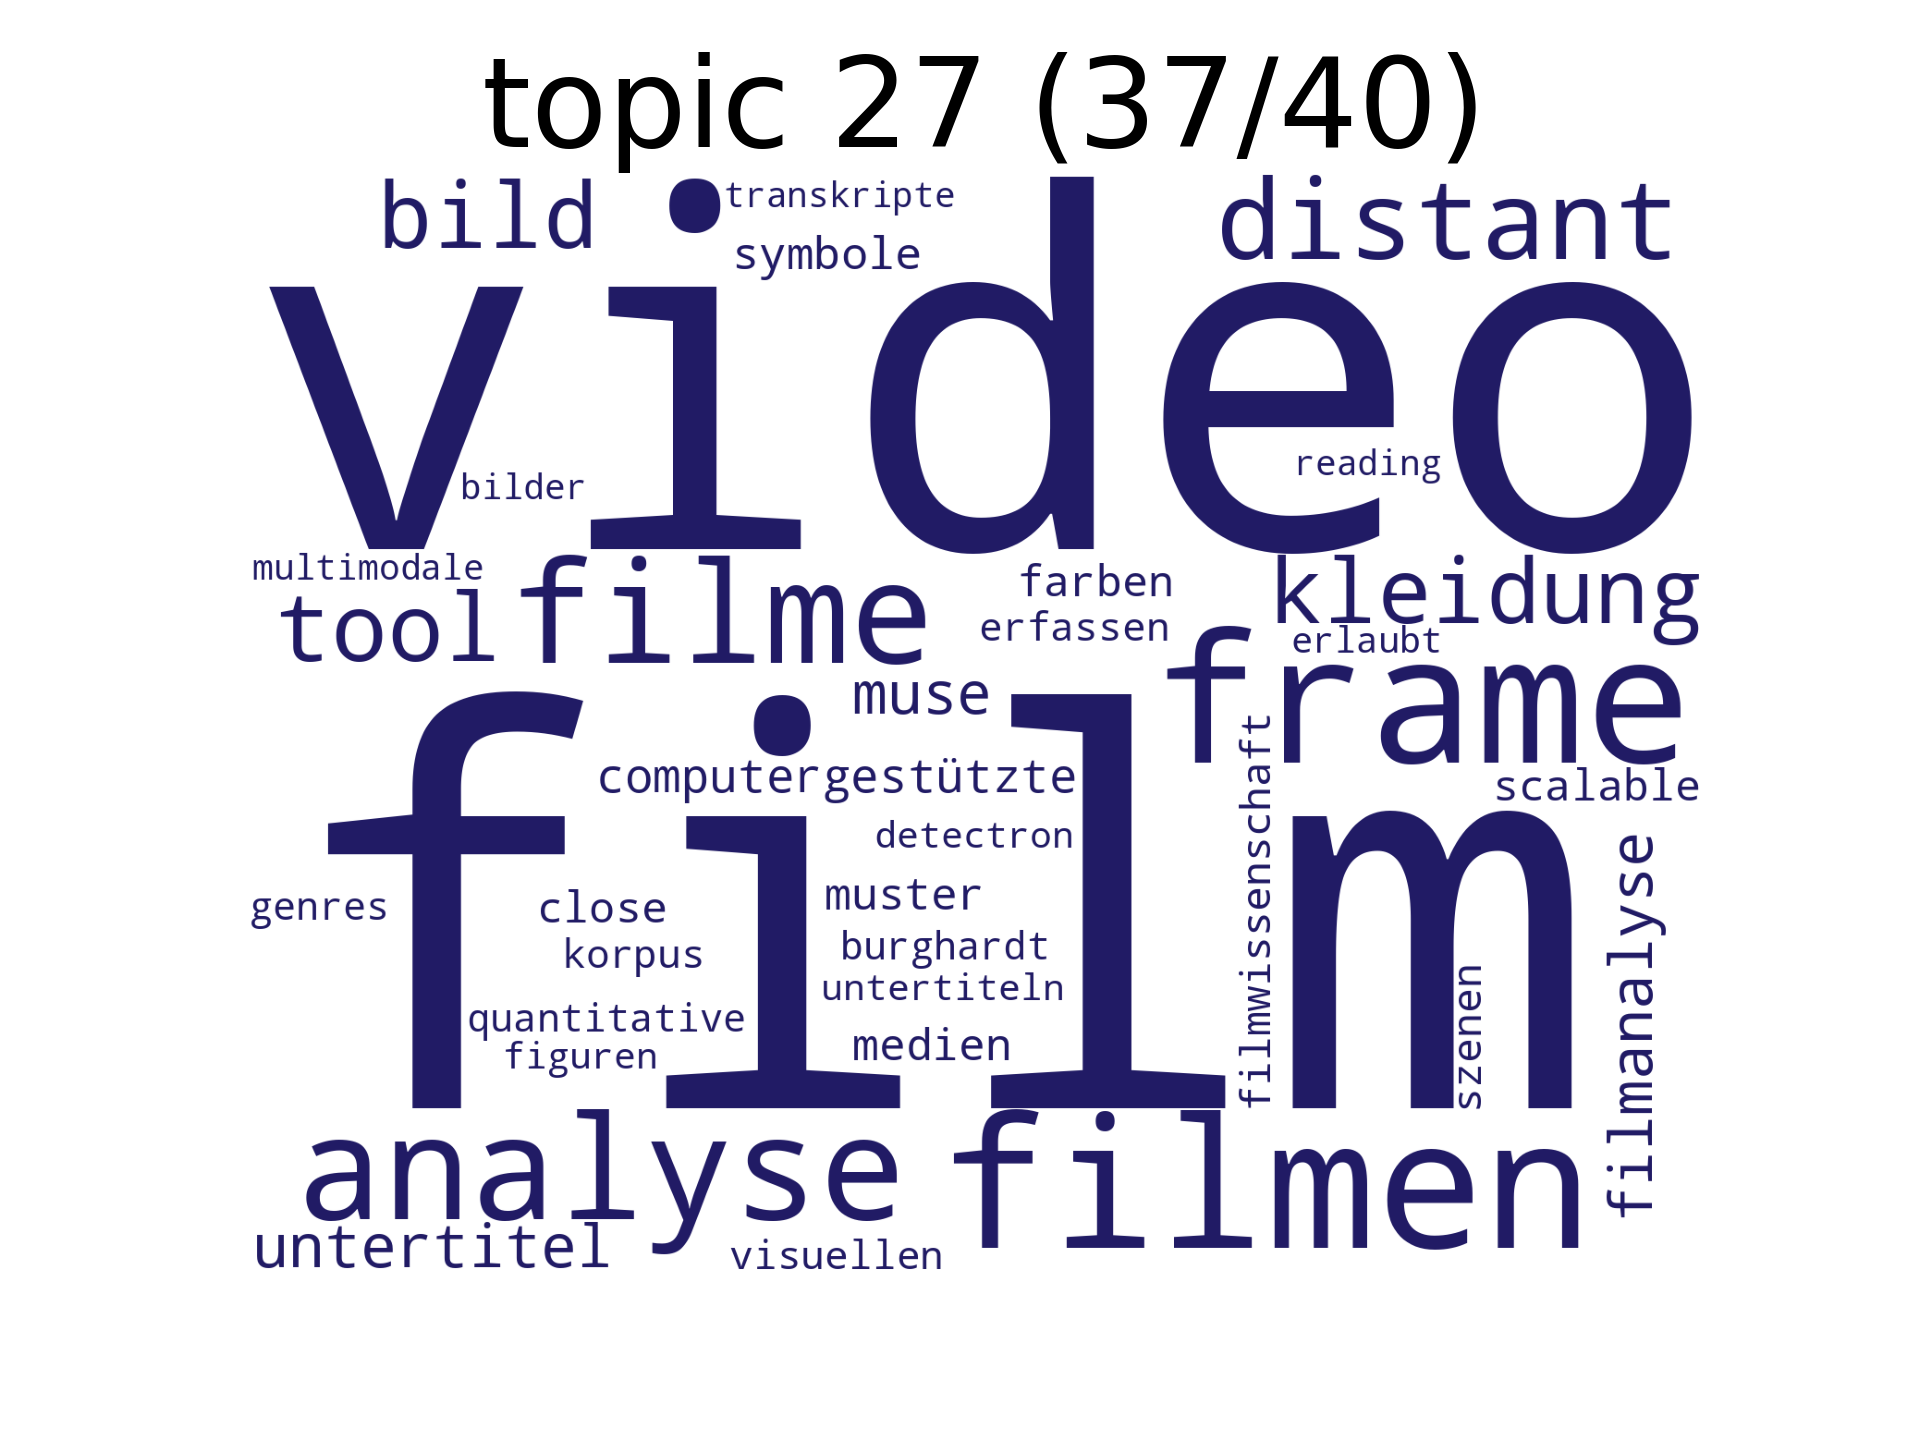 topic 27 (37/40)
bild
transkripte
symbole
distant
video
bilder
reading
multimodale
tool
filme
farben
erfassen
kleidung
erlaubt
muse
frame
film
computergestützte
filmwissenschaft
scalable
detectron
genres
close
muster
korpus
burghardt
untertiteln
quantitative
figuren
medien
szenen
filmanalyse
analyse
filmen
untertitel
visuellen